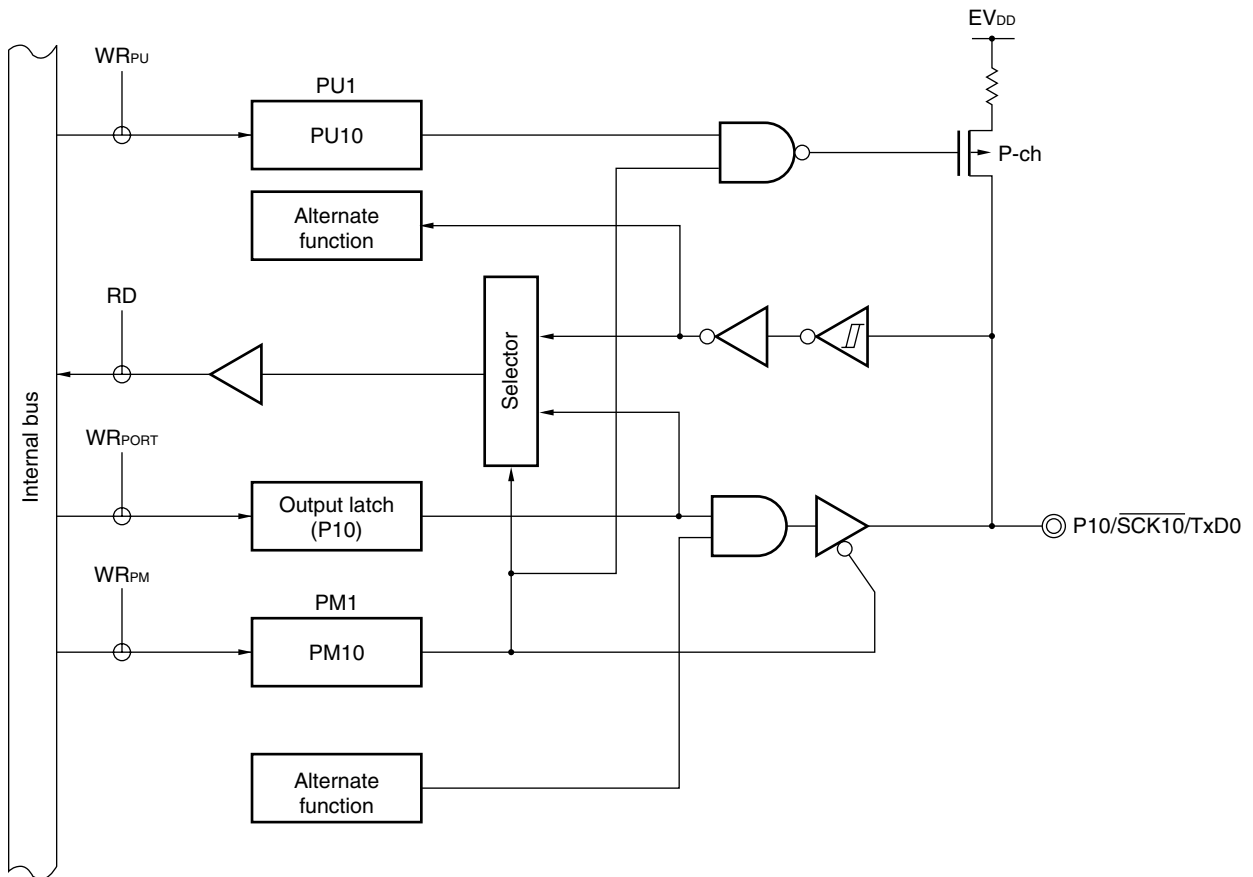 EVDD
WRPU
PU1
PU10
P-ch
Alternate
function
RD
Selector
Internal bus
WRPORT
Output latch
(P10)
P10/SCK10/TxD0
WRPM
PM1
PM10
Alternate
function